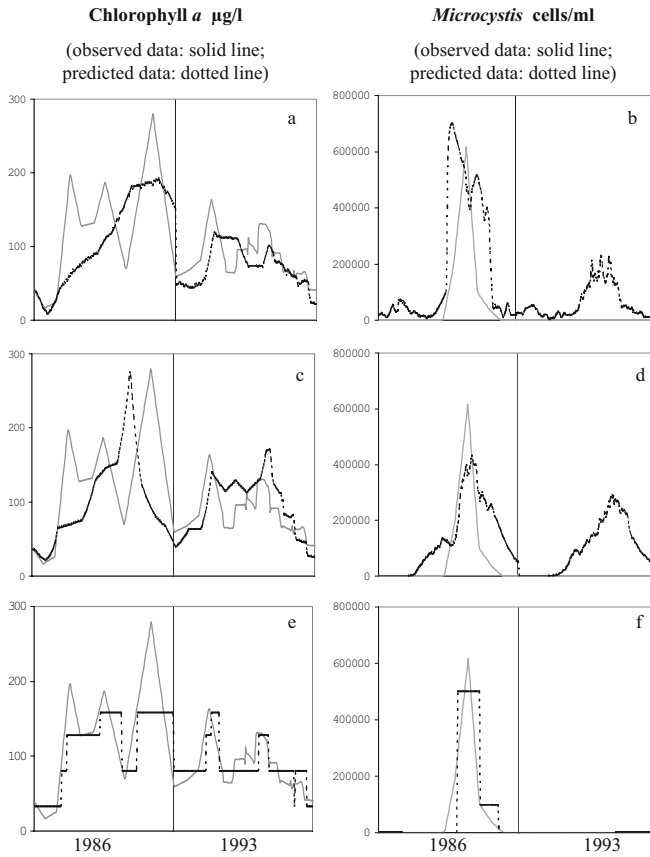 Chlorophyll a µg/l
Microcystis cells/ml
(observed data: solid line;
predicted data: dotted line)
(observed data: solid line;
predicted data: dotted line)
300
200
100
0
a
800000
600000
400000
200000
0
b
300
200
100
0
c
800000
600000
400000
200000
0
d
300
200
100
0
e
1986
1993
800000
600000
400000
200000
0
f
1986
1993